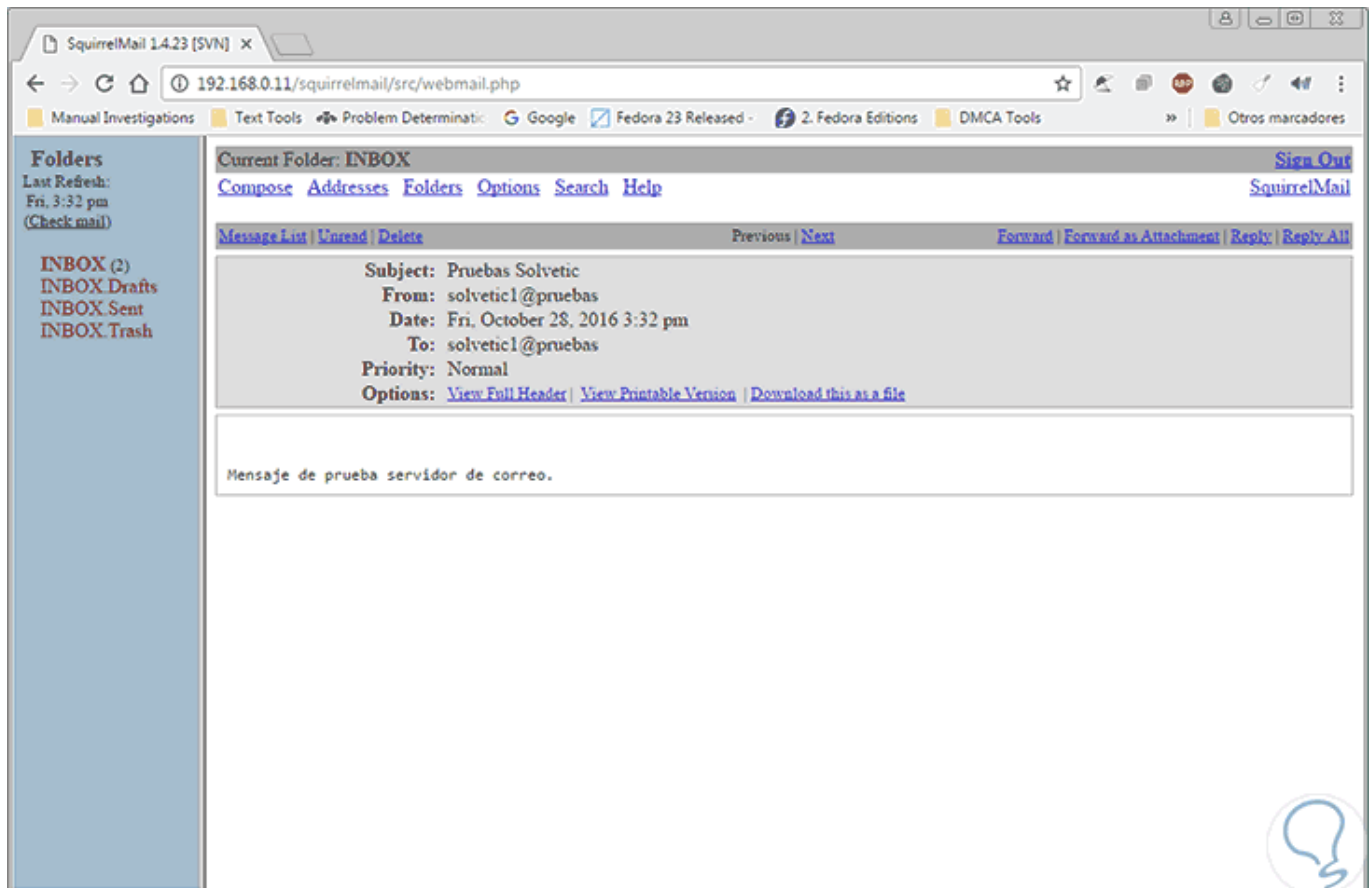 SquirrelMail 1.4.23 [SVN]
192.168.0.11/squirrelmail/src/webmail.php
Manual Investigations Text Tools Problem Determinatic Google Fedora 23 Released - 2. Fedora Editions DMCA Tools » Otros marcadores
Folders
Last Refresh:
Fri, 3:32 pm
(Check mail)
INBOX (2)
INBOX.Drafts
INBOX.Sent
INBOX.Trash
Current Folder: INBOX Sign Out
Compose Addresses Folders Options Search Help SquirrelMail
Message List | Unread | Delete Previous | Next Forward | Forward as Attachment | Reply | Reply All
Subject: Pruebas Solvetic
From: solvetic1@pruebas
Date: Fri, October 28, 2016 3:32 pm
To: solvetic1@pruebas
Priority: Normal
Options: View Full Header | View Printable Version | Download this as a file
Mensaje de prueba servidor de correo.